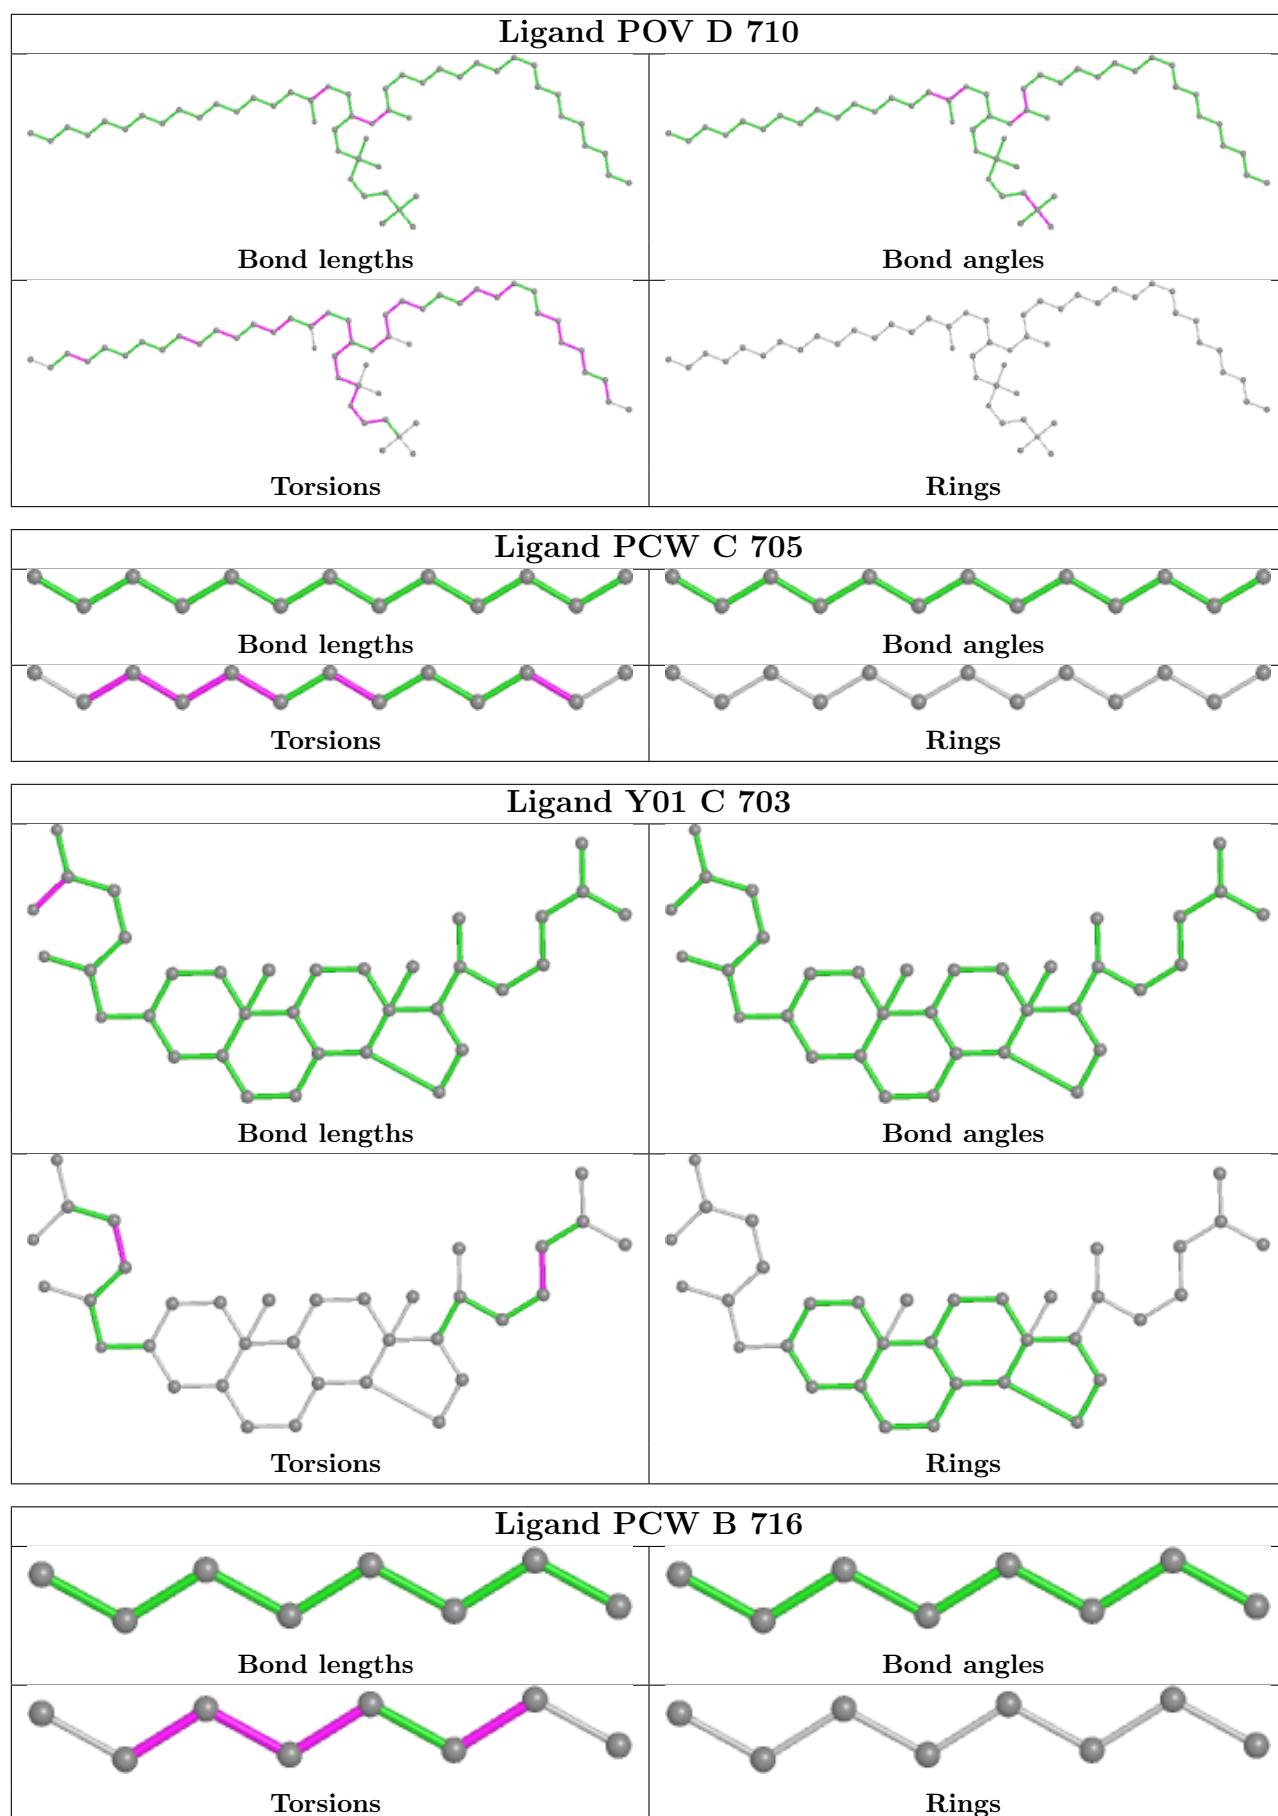 Ligand POV D 710
Bond lengths
Bond angles
Torsions
Rings
Ligand PCW C 705
Bond lengths
Bond angles
Torsions
Rings
Ligand Y01 C 703
Bond lengths
Bond angles
Torsions
Rings
Ligand PCW B 716
Bond lengths
Bond angles
Torsions
Rings